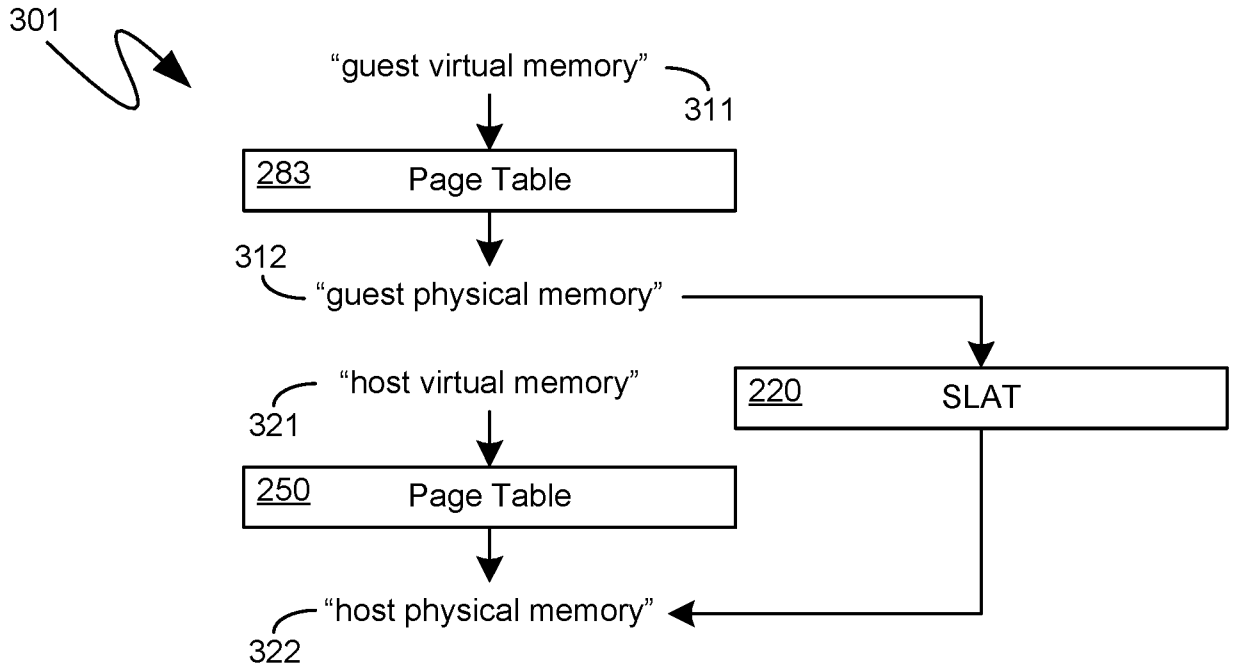 301
“guest virtual memory”
311
283 Page Table
312
“guest physical memory”
“host virtual memory”
321
220 SLAT
250 Page Table
“host physical memory”
322